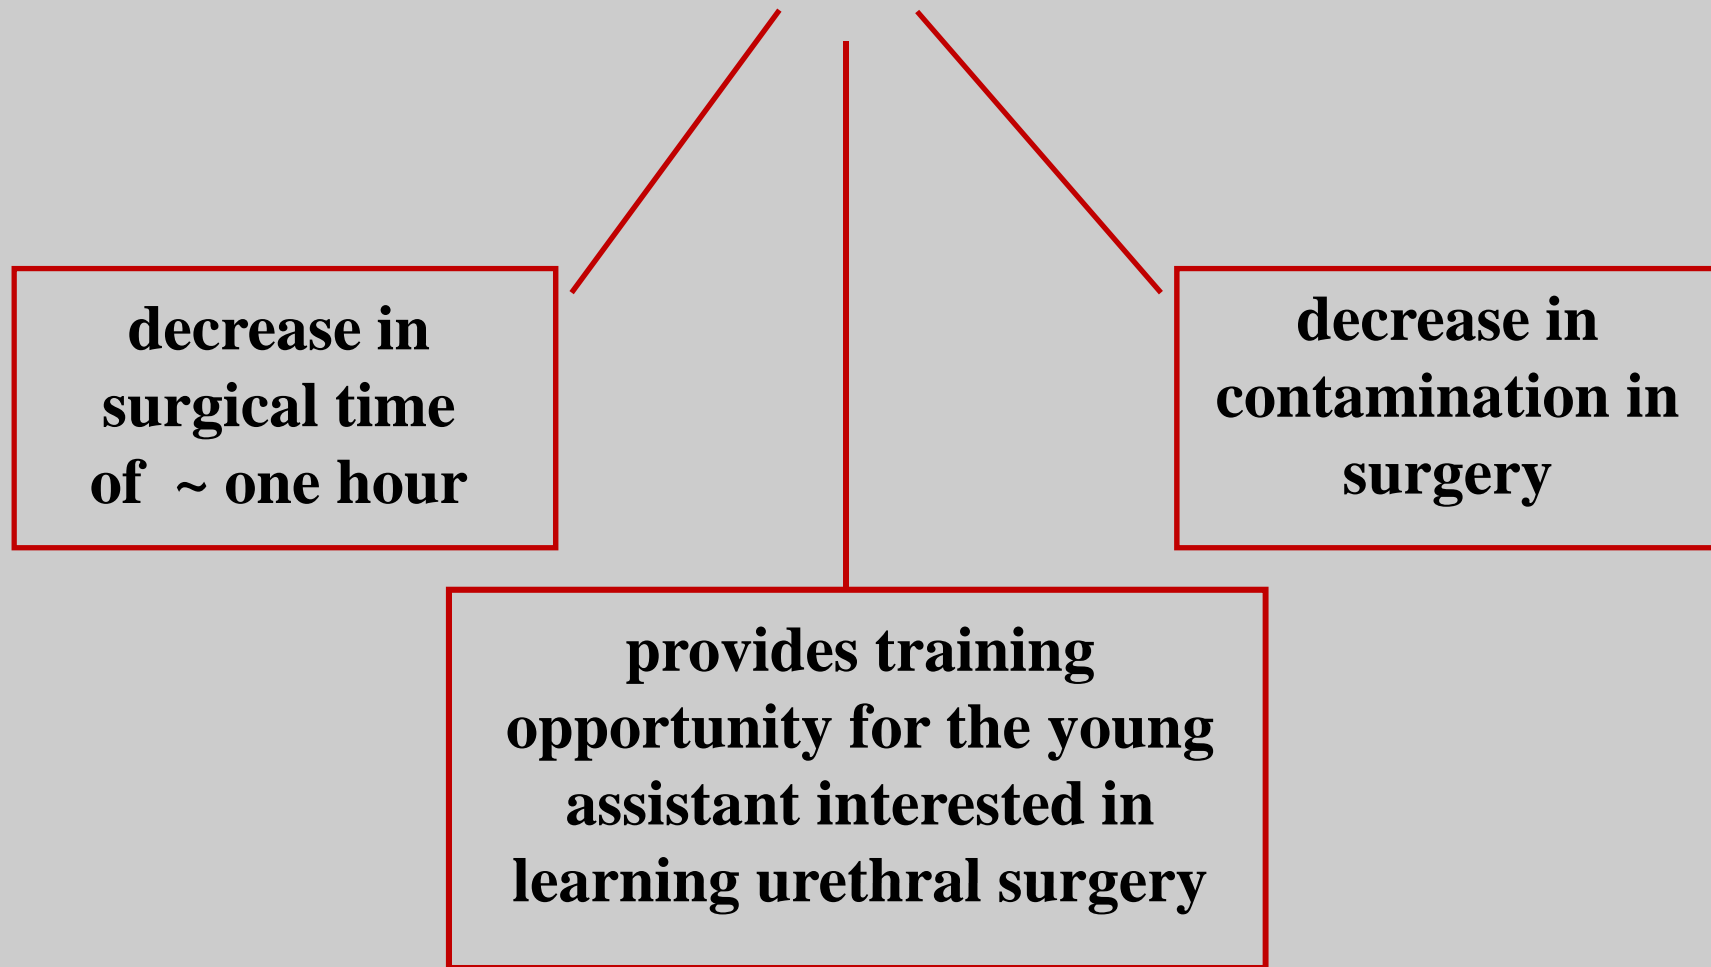 decrease in
surgical time
of ~ one hour
decrease in
contamination in
surgery
provides training
opportunity for the young
assistant interested in
learning urethral surgery